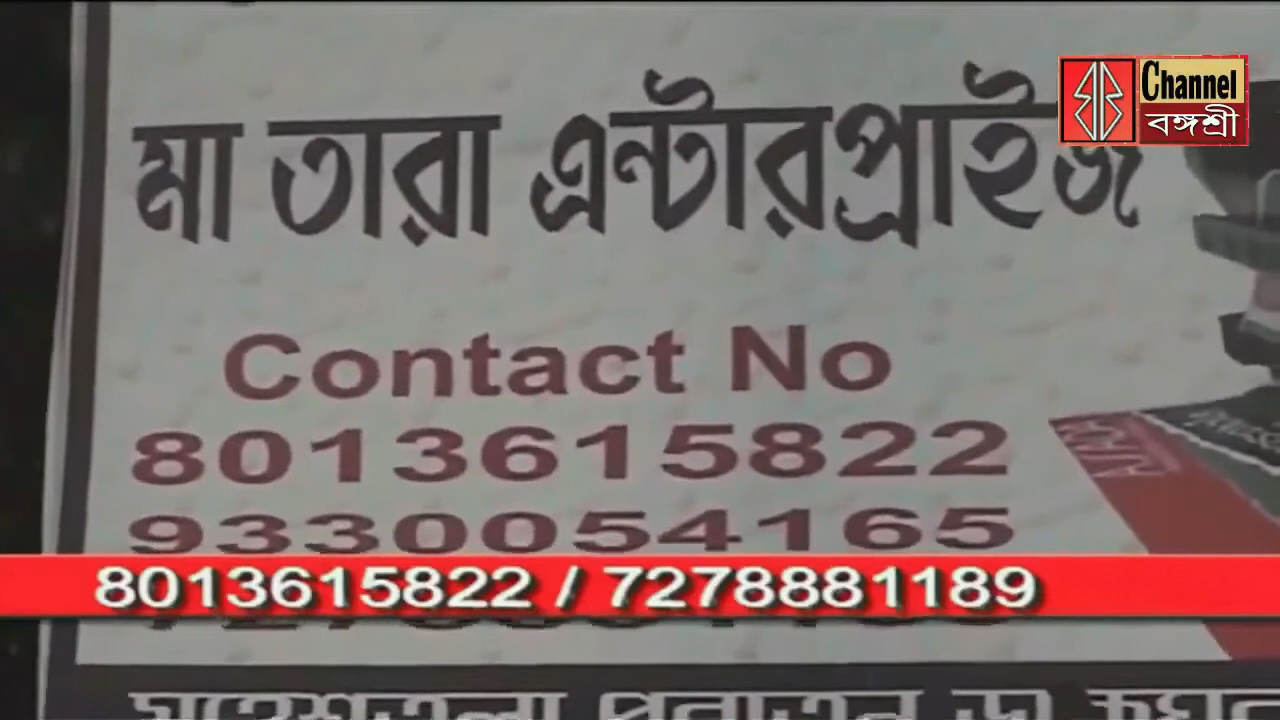 Channel
বঙ্গশ্রী
মা তারা এন্টারপ্রাইজ
Contact No
8013615822
9330054165
8013615822 / 7278881189